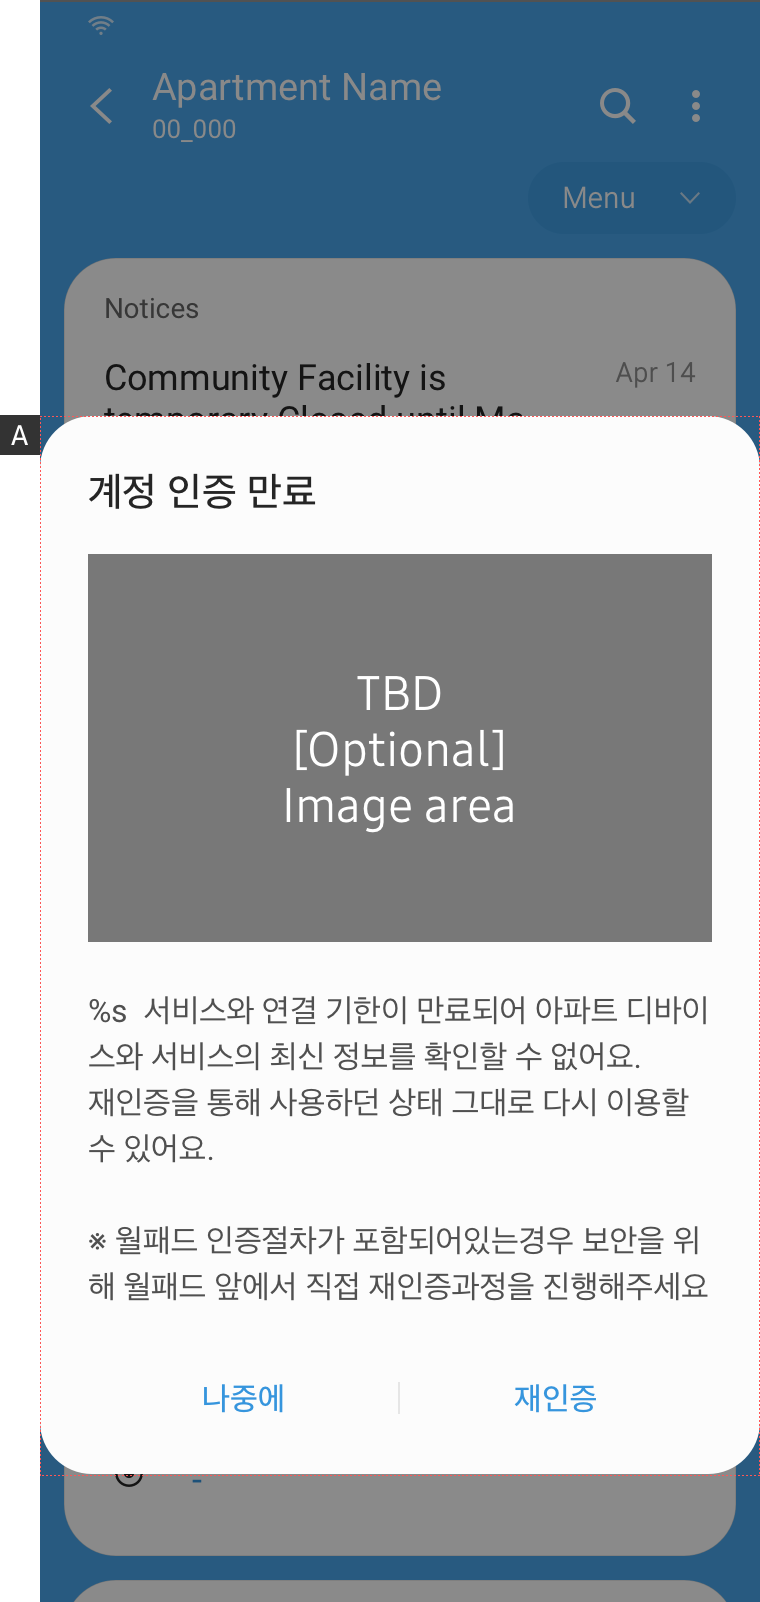 Apartment Name
00_000
Menu
Notices
Community Facility is
Apr 14
temporary Closed until Ma
A
계정 인증 만료
TBD
[Optional]
Image area
%s 서비스와 연결 기한이 만료되어 아파트 디바이
스와 서비스의 최신 정보를 확인할 수 없어요.
재인증을 통해 사용하던 상태 그대로 다시 이용할
수 있어요.
※ 월패드 인증절차가 포함되어있는경우 보안을 위
해 월패드 앞에서 직접 재인증과정을 진행해주세요
나중에
재인증
-